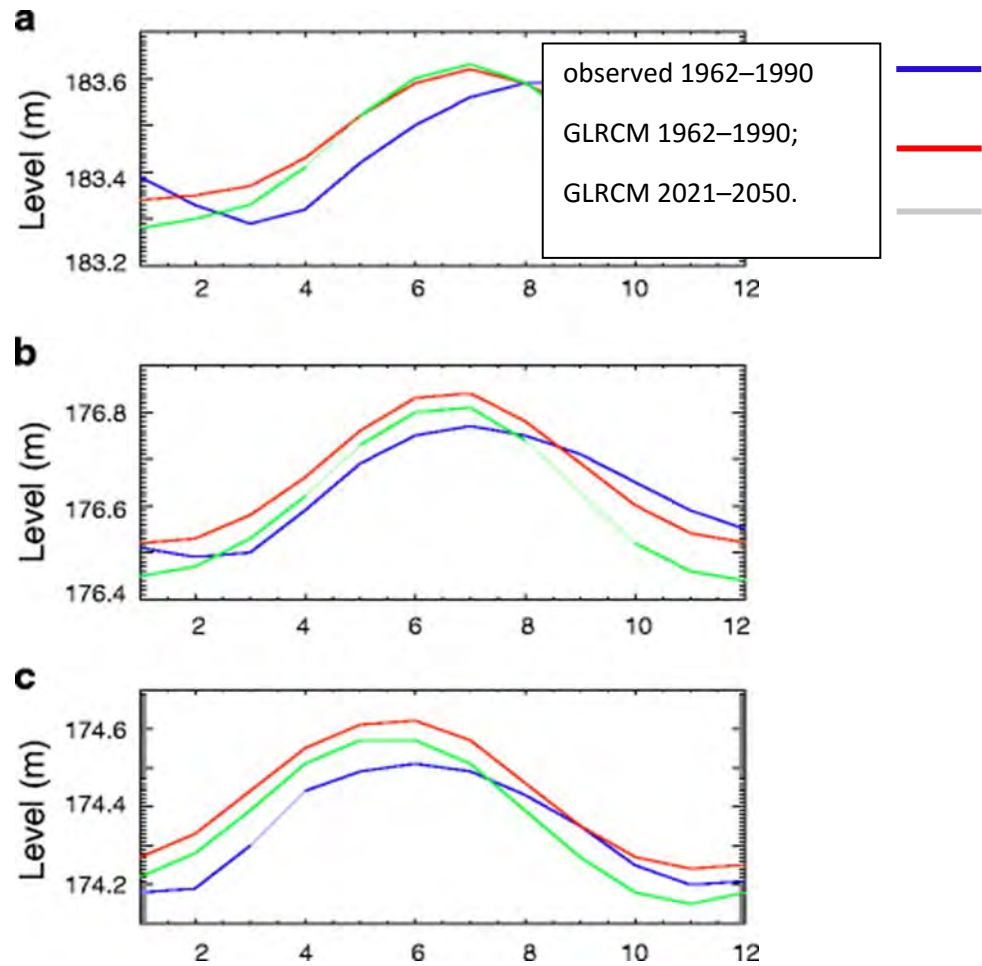 a
Level (m)
183.6
183.4
183.2
2 4 6 8 10 12
observed 1962–1990
GLRCM 1962–1990;
GLRCM 2021–2050.
b
Level (m)
176.8
176.6
176.4
2 4 6 8 10 12
c
Level (m)
174.6
174.4
174.2
2 4 6 8 10 12